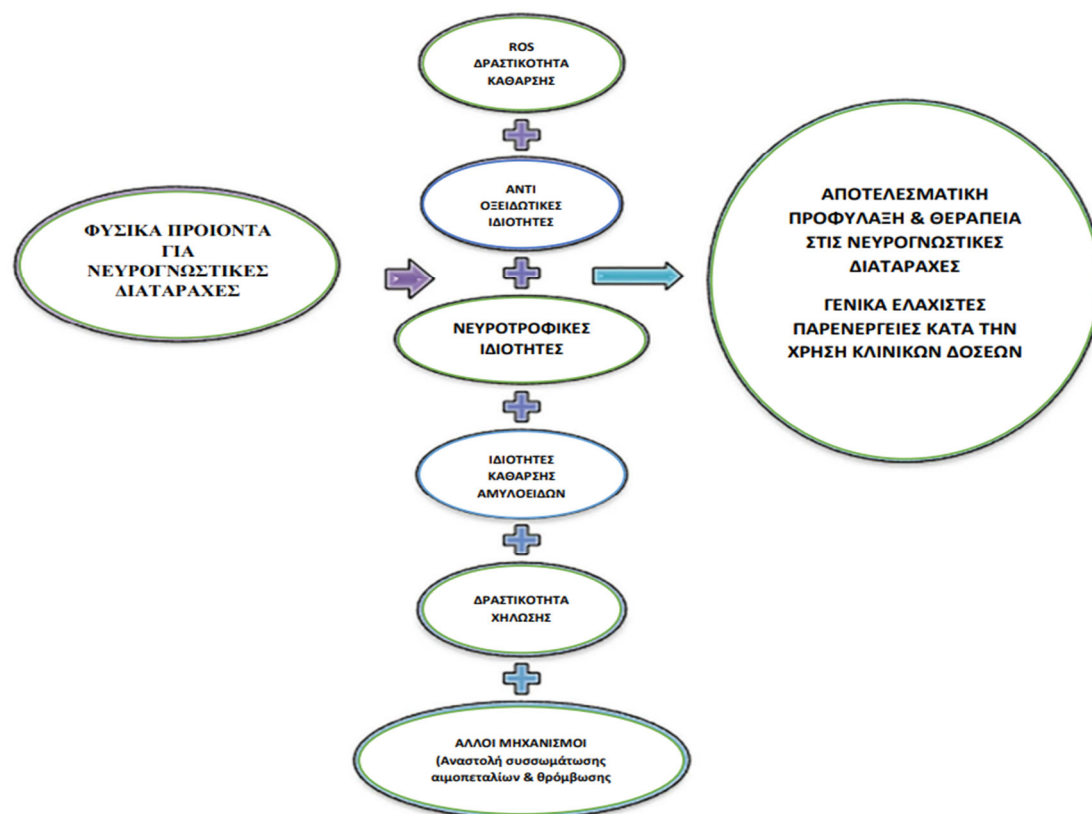 ΦΥΣΙΚΑ ΠΡΟΙΟΝΤΑ
ΓΙΑ
ΝΕΥΡΟΓΝΩΣΤΙΚΕΣ
ΔΙΑΤΑΡΑΧΕΣ
ROS
ΔΡΑΣΤΙΚΟΤΗΤΑ
ΚΑΘΑΡΣΗΣ
ΑΝΤΙ
ΟΞΕΙΔΩΤΙΚΕΣ
ΙΔΙΟΤΗΤΕΣ
ΝΕΥΡΟΤΡΟΦΙΚΕΣ
ΙΔΙΟΤΗΤΕΣ
ΙΔΙΟΤΗΤΕΣ
ΚΑΘΑΡΣΗΣ
ΑΜΥΛΟΕΙΔΩΝ
ΔΡΑΣΤΙΚΟΤΗΤΑ
ΧΗΛΩΣΗΣ
ΑΛΛΟΙ ΜΗΧΑΝΙΣΜΟΙ
(Αναστολή συσσωμάτωσης
αιμοπεταλίων & θρόμβωσης
ΑΠΟΤΕΛΕΣΜΑΤΙΚΗ
ΠΡΟΦΥΛΑΞΗ & ΘΕΡΑΠΕΙΑ
ΣΤΙΣ ΝΕΥΡΟΓΝΩΣΤΙΚΕΣ
ΔΙΑΤΑΡΑΧΕΣ
ΓΕΝΙΚΑ ΕΛΑΧΙΣΤΕΣ
ΠΑΡΕΝΕΡΓΕΙΕΣ ΚΑΤΑ ΤΗΝ
ΧΡΗΣΗ ΚΛΙΝΙΚΩΝ ΔΟΣΕΩΝ